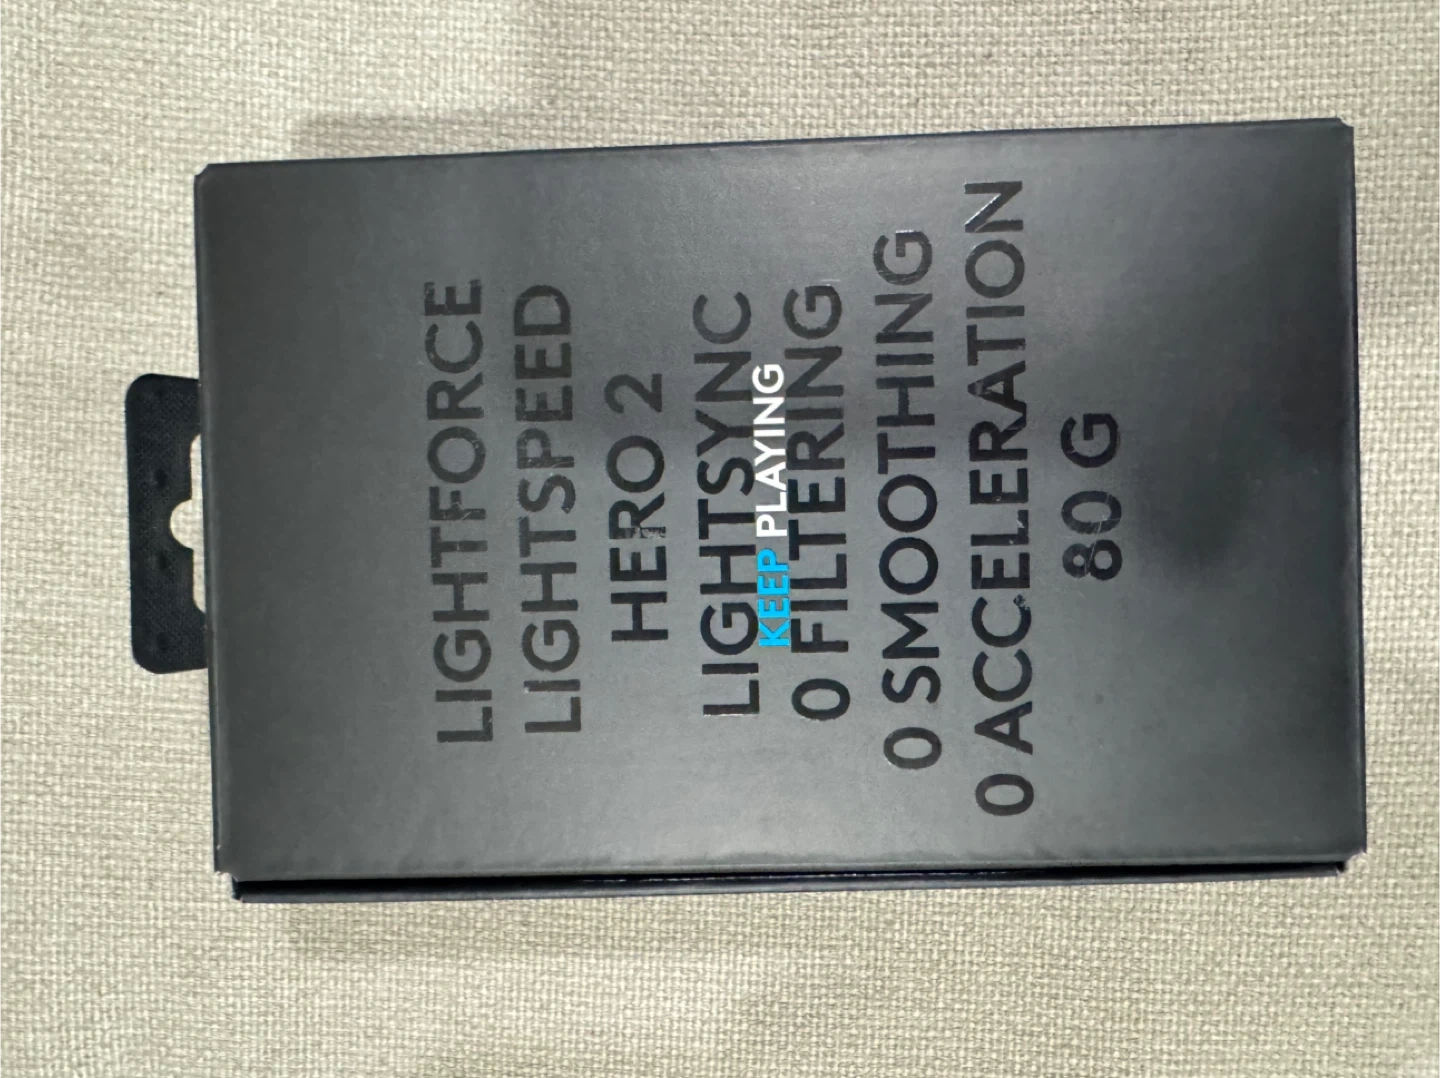 LIGHTFORCE
LIGHTSPEED
HERO 2
LIGHTSYNC
KEEP PLAYING
0 FILTERING
0 SMOOTHING
0 ACCELERATION
80 G